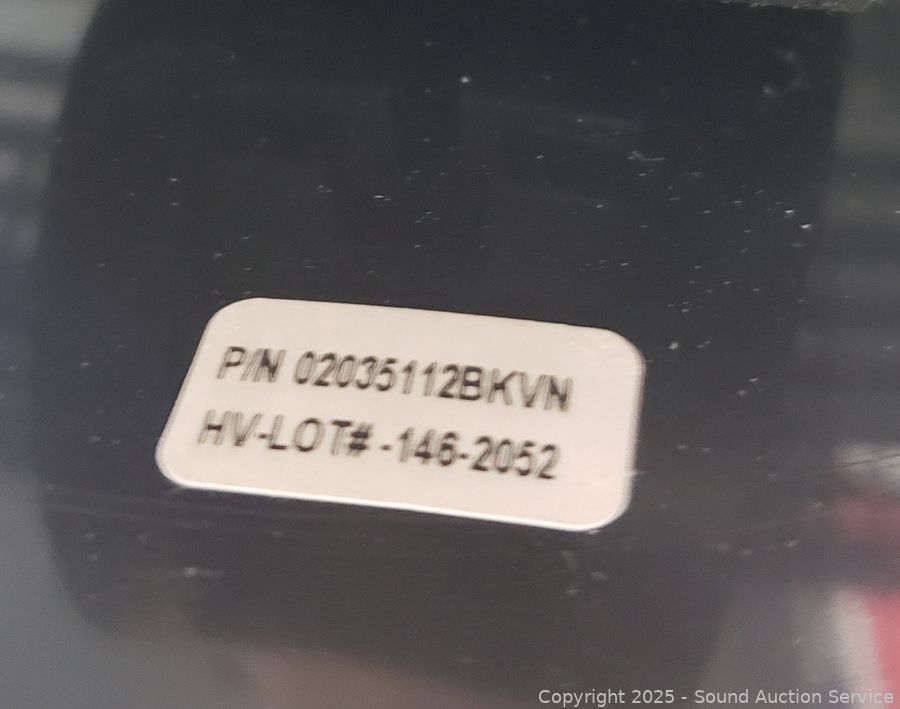 P/N 02035112BKVN
HV-LOT# -146-2052
Copyright 2025 - Sound Auction Service